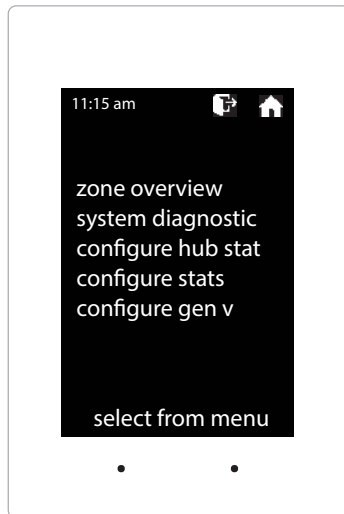 11:15 am
zone overview
system diagnostic
configure hub stat
configure stats
configure gen v
select from menu